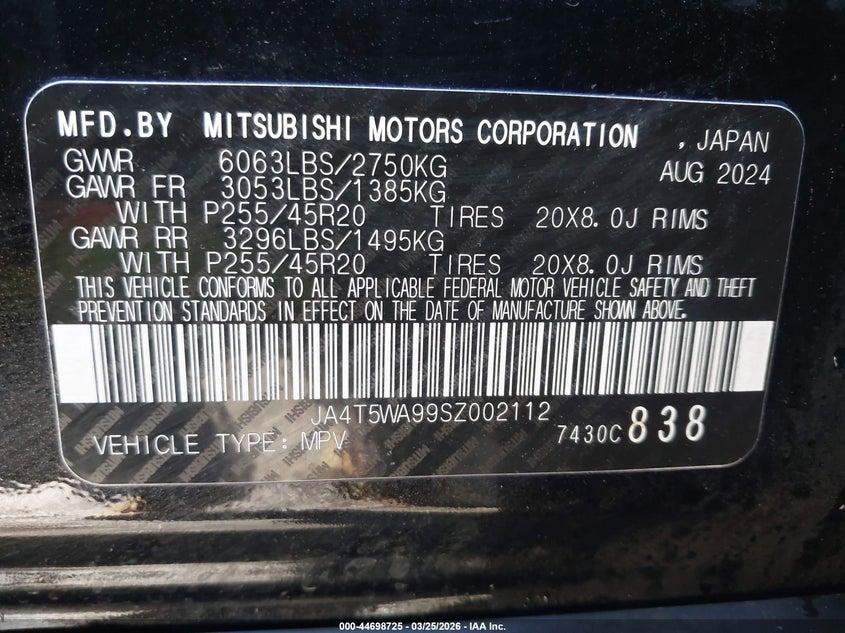 MFD.BY MITSUBISHI MOTORS CORPORATION , JAPAN
GVWR 6063LBS/2750KG AUG 2024
GAWR FR 3053LBS/1385KG
WITH P255/45R20 TIRES 20X8.0J RIMS
GAWR RR 3296LBS/1495KG
WITH P255/45R20 TIRES 20X8.0J RIMS
THIS VEHICLE CONFORMS TO ALL APPLICABLE FEDERAL MOTOR VEHICLE SAFETY AND THEFT
PREVENTION STANDARDS IN EFFECT ON THE DATE OF MANUFACTURE SHOWN ABOVE.
JA4T5WA99SZ002112
VEHICLE TYPE: MPV 7430C 838
000-44698725 - 03/25/2026 - IAA Inc.